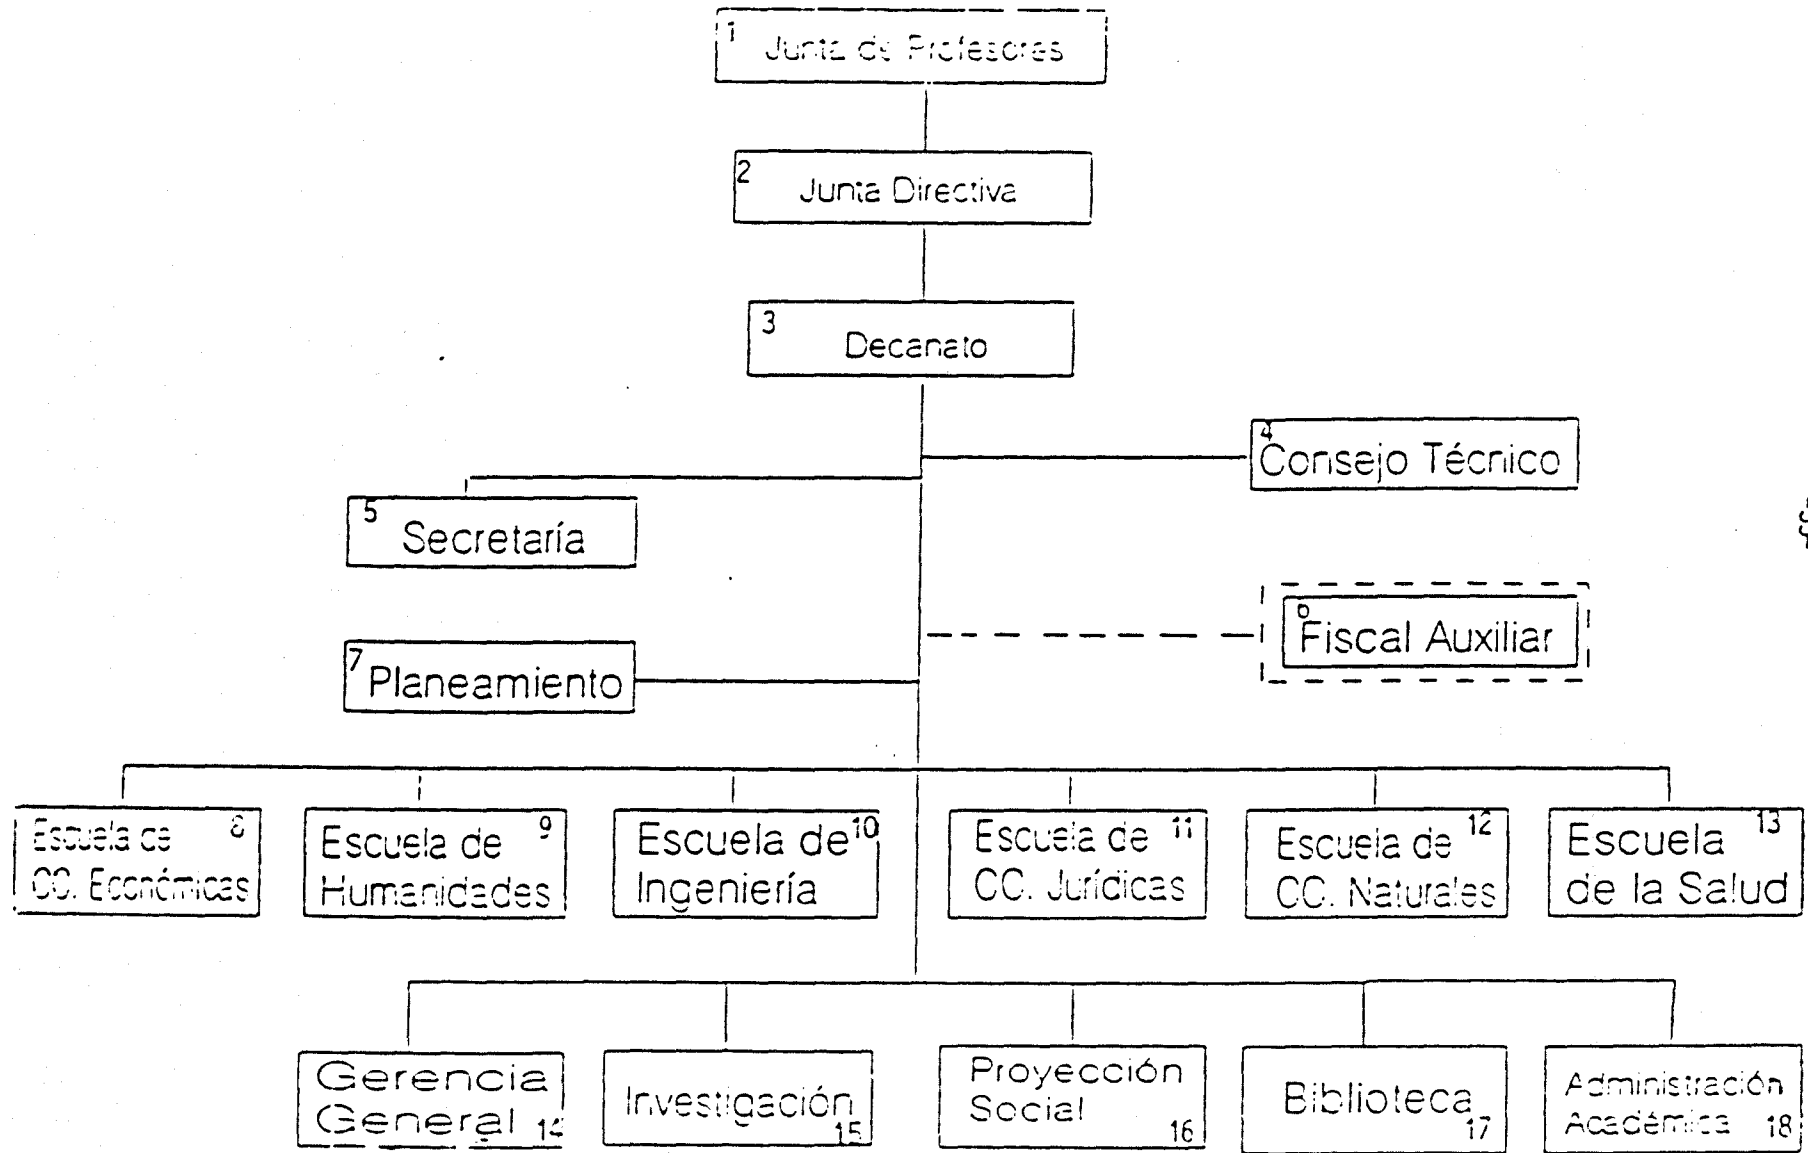 1
Junta de Profesores
2
Junta Directiva
3
Decanato
4
Consejo Técnico
5
Secretaría
6
Fiscal Auxiliar
7
Planeamiento
8
Escuela de
CC. Económicas
9
Escuela de
Humanidades
10
Escuela de
Ingeniería
11
Escuela de
CC. Jurídicas
12
Escuela de
CC. Naturales
13
Escuela
de la Salud
Gerencia
General 14
Investigación
15
Proyección
Social
16
Biblioteca
17
Administración
Académica 18